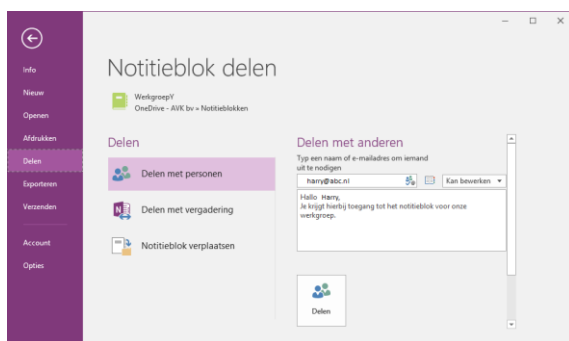 Info
Nieuw
Openen
Afdrukken
Delen
Exporteren
Verzenden
Account
Opties
Notitieblok delen
WerkgroepY
OneDrive - AVK bv » Notitieblokken
Delen
Delen met personen
Delen met vergadering
Notitieblok verplaatsen
Delen met anderen
Typ een naam of e-mailadres om iemand
uit te nodigen
harry@abc.nl Kan bewerken
Hallo Harry,
Je krijgt hierbij toegang tot het notitieblok voor onze
werkgroep.
Delen